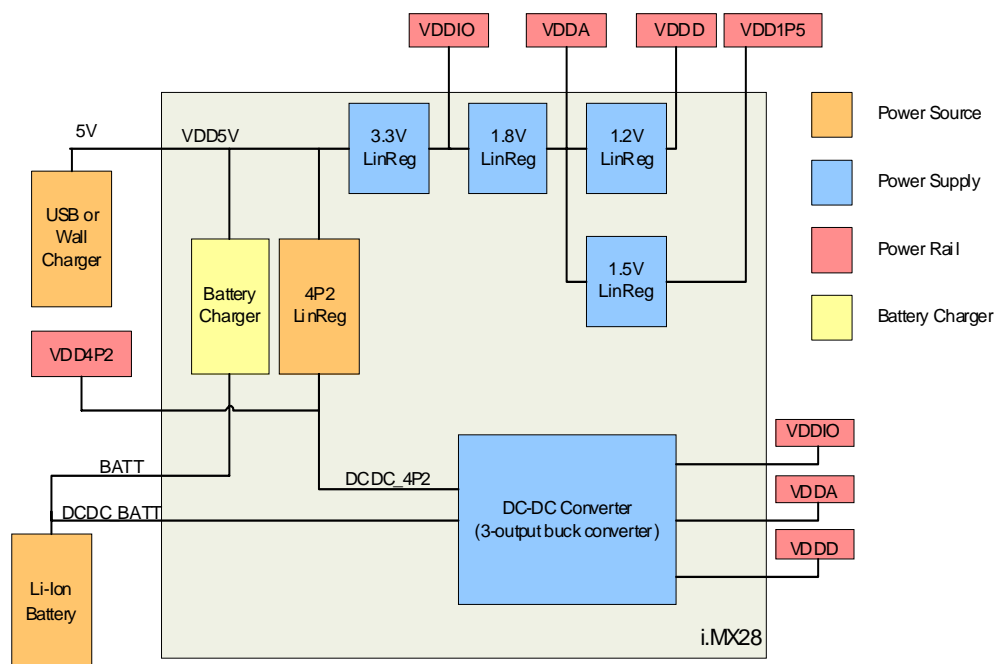 VDDIO
VDDA
VDDD
VDD1P5
5V
VDD5V
3.3V
LinReg
1.8V
LinReg
1.2V
LinReg
Power Source
USB or
Wall
Charger
Power Supply
Battery
Charger
4P2
LinReg
1.5V
LinReg
Power Rail
Battery Charger
VDD4P2
VDDIO
BATT
DCDC_4P2
VDDA
DCDC BATT
DC-DC Converter
(3-output buck converter)
VDDD
Li-Ion
Battery
i.MX28